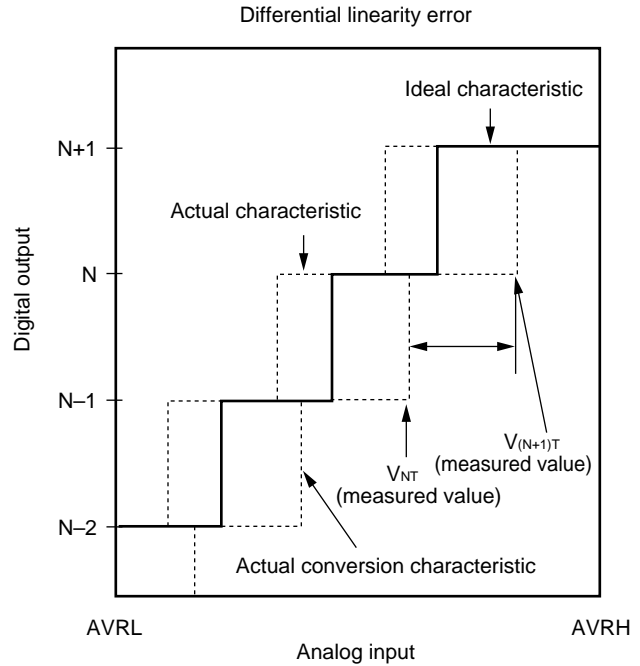 Differential linearity error
Ideal characteristic
N+1
Actual characteristic
N
Digital output
N–1
V(N+1)T
(measured value)
VNT
(measured value)
N–2
Actual conversion characteristic
AVRL
AVRH
Analog input